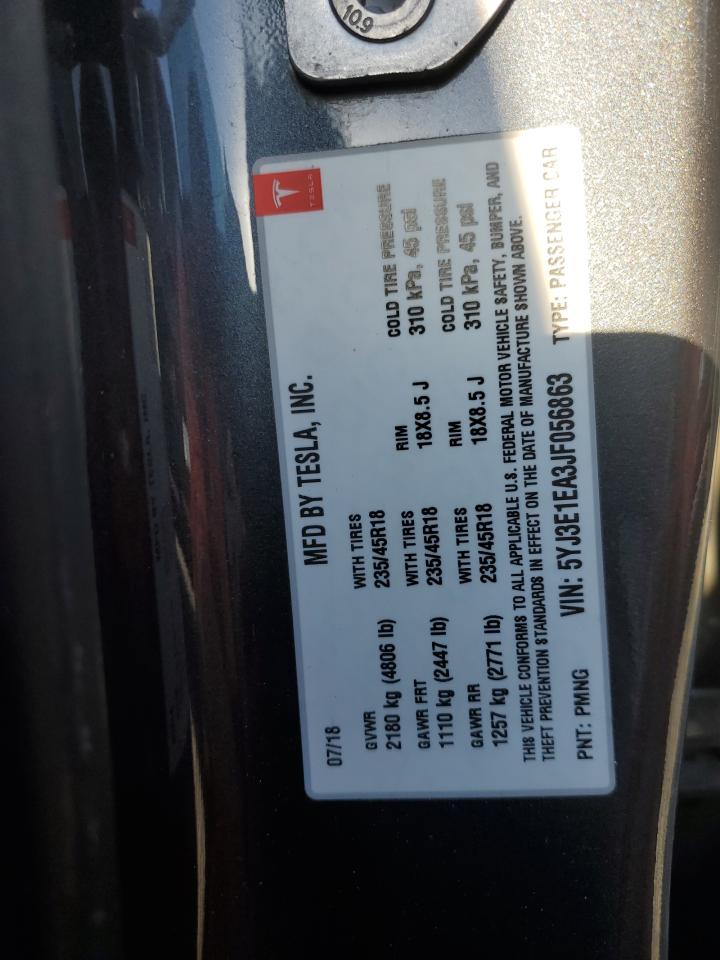 10.9
TESLA
MFD BY TESLA, INC.
07/18
GVWR WITH TIRES
2180 kg (4806 lb) 235/45R18
GAWR FRT WITH TIRES RIM COLD TIRE PRESSURE
1110 kg (2447 lb) 235/45R18 18X8.5 J 310 kPa, 45 psi
GAWR RR WITH TIRES RIM COLD TIRE PRESSURE
1257 kg (2771 lb) 235/45R18 18X8.5 J 310 kPa, 45 psi
THIS VEHICLE CONFORMS TO ALL APPLICABLE U.S. FEDERAL MOTOR VEHICLE SAFETY, BUMPER, AND
THEFT PREVENTION STANDARDS IN EFFECT ON THE DATE OF MANUFACTURE SHOWN ABOVE.
PNT: PMNG VIN: 5YJ3E1EA3JF056863 TYPE: PASSENGER CAR